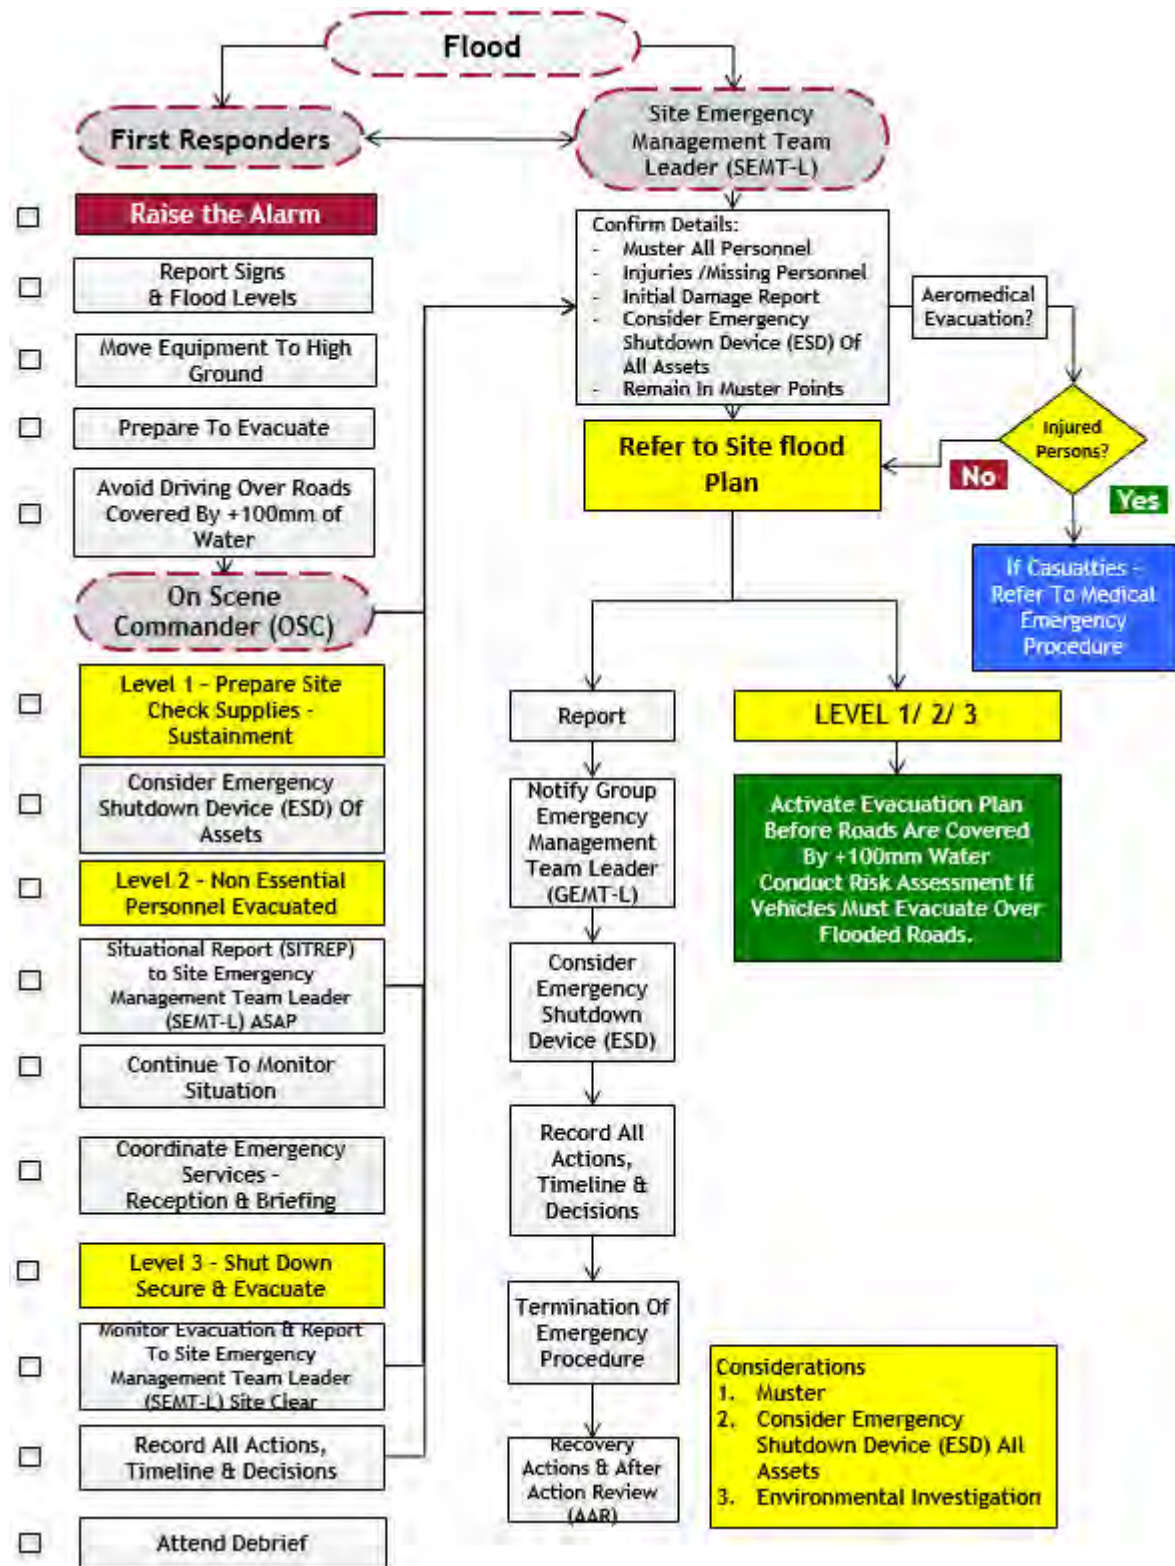 Flood
First Responders
Site Emergency
Management Team
Leader (SEMT-L)
Raise the Alarm
Report Signs
& Flood Levels
Move Equipment To High
Ground
Prepare To Evacuate
Avoid Driving Over Roads
Covered By +100mm of
Water
On Scene
Commander (OSC)
Level 1 - Prepare Site
Check Supplies -
Sustainment
Consider Emergency
Shutdown Device (ESD) Of
Assets
Level 2 - Non Essential
Personnel Evacuated
Situational Report (SITREP)
to Site Emergency
Management Team Leader
(SEMT-L) ASAP
Continue To Monitor
Situation
Coordinate Emergency
Services -
Reception & Briefing
Level 3 - Shut Down
Secure & Evacuate
Monitor Evacuation & Report
To Site Emergency
Management Team Leader
(SEMT-L) Site Clear
Record All Actions,
Timeline & Decisions
Attend Debrief
Confirm Details:
- Muster All Personnel
- Injuries /Missing Personnel
- Initial Damage Report
- Consider Emergency
Shutdown Device (ESD) Of
All Assets
- Remain In Muster Points
Aeromedical
Evacuation?
Injured
Persons?
No
Yes
If Casualties -
Refer To Medical
Emergency
Procedure
Refer to Site flood
Plan
Report
Notify Group
Emergency
Management
Team Leader
(GEMT-L)
Consider
Emergency
Shutdown
Device (ESD)
Record All
Actions,
Timeline &
Decisions
Termination Of
Emergency
Procedure
Recovery
Actions & After
Action Review
(AAR)
LEVEL 1/ 2/ 3
Activate Evacuation Plan
Before Roads Are Covered
By +100mm Water
Conduct Risk Assessment If
Vehicles Must Evacuate Over
Flooded Roads.
Considerations
1. Muster
2. Consider Emergency
Shutdown Device (ESD) All
Assets
3. Environmental Investigation